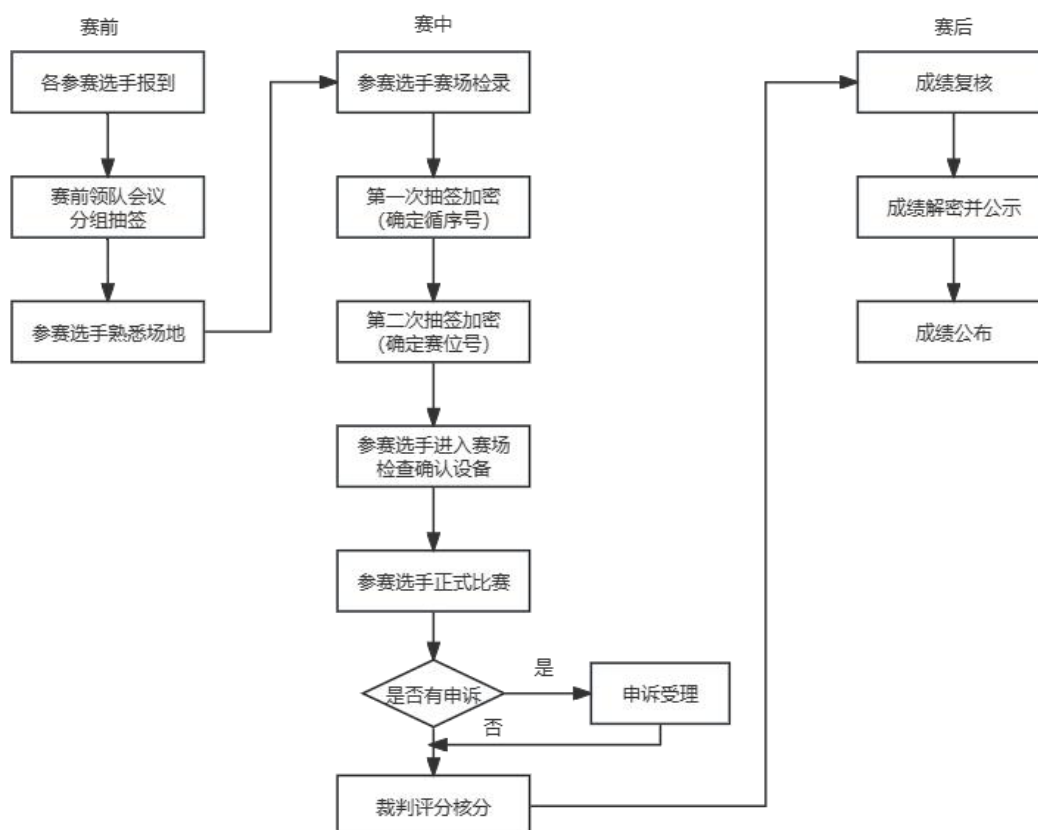 赛前
各参赛选手报到
赛前领队会议
分组抽签
参赛选手熟悉场地
赛中
参赛选手赛场检录
第一次抽签加密
（确定循序号）
第二次抽签加密
（确定赛位号）
参赛选手进入赛场
检查确认设备
参赛选手正式比赛
是否有申诉
是
申诉受理
否
裁判评分核分
赛后
成绩复核
成绩解密并公示
成绩公布